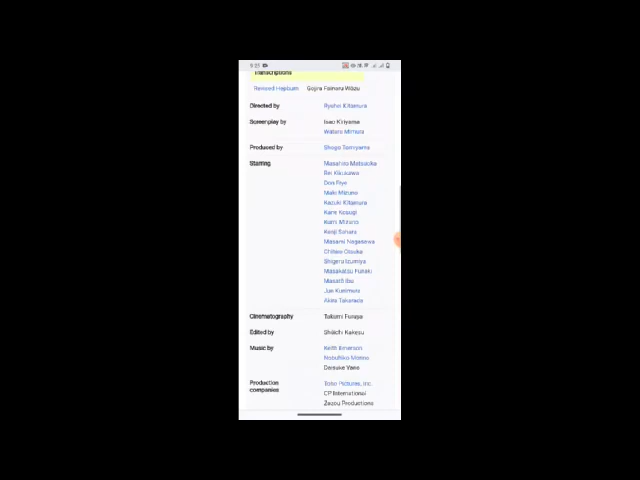 Transcriptions
Revised Hepburn Gojira Fainaru Wōzu
Directed by Ryuhei Kitamura
Screenplay by Isao Kiriyama
Wataru Mimura
Produced by Shogo Tomiyama
Starring Masahiro Matsuoka
Rei Kikukawa
Don Frye
Maki Mizuno
Kazuki Kitamura
Kane Kosugi
Kumi Mizuno
Kenji Sahara
Masami Nagasawa
Chihiro Otsuka
Shigeru Izumiya
Masakatsu Funaki
Masatō Ibu
Jun Kunimura
Akira Takarada
Cinematography Takumi Furuya
Edited by Shūichi Kakesu
Music by Keith Emerson
Nobuhiko Morino
Daisuke Yano
Production
companies
Toho Pictures, Inc.
CP International
Zazou Productions